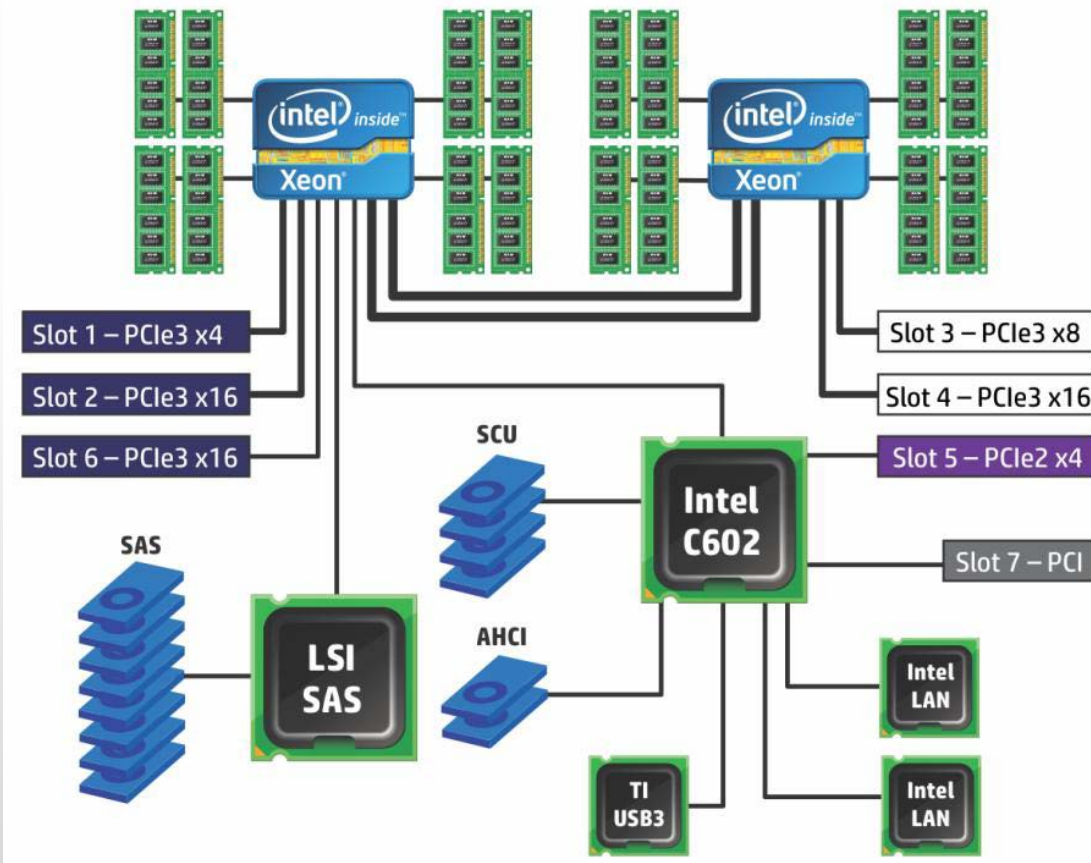 intel inside™
Xeon®
intel inside™
Xeon®
Slot 1 – PCIe3 x4
Slot 2 – PCIe3 x16
Slot 6 – PCIe3 x16
Slot 3 – PCIe3 x8
Slot 4 – PCIe3 x16
Slot 5 – PCIe2 x4
Slot 7 – PCI
SCU
Intel
C602
SAS
LSI
SAS
AHCI
TI
USB3
Intel
LAN
Intel
LAN